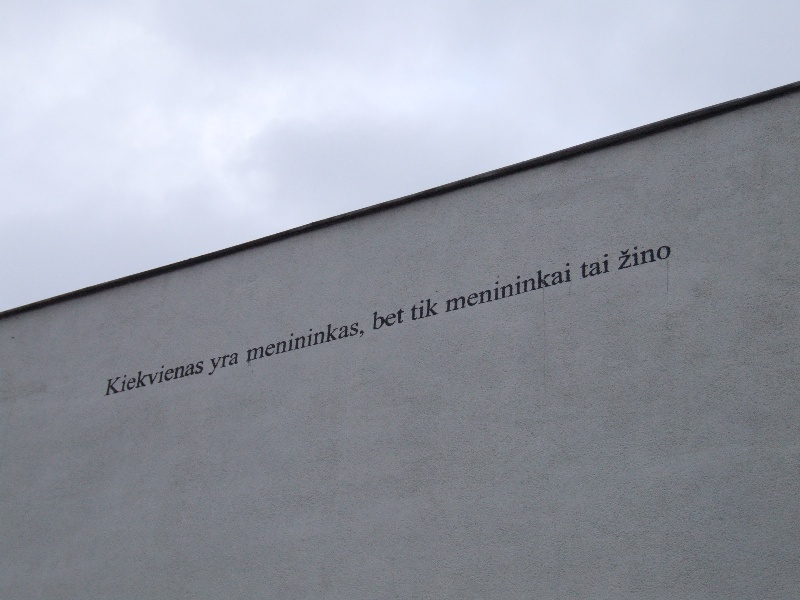 Kiekvienas yra menininkas, bet tik menininkai tai žino